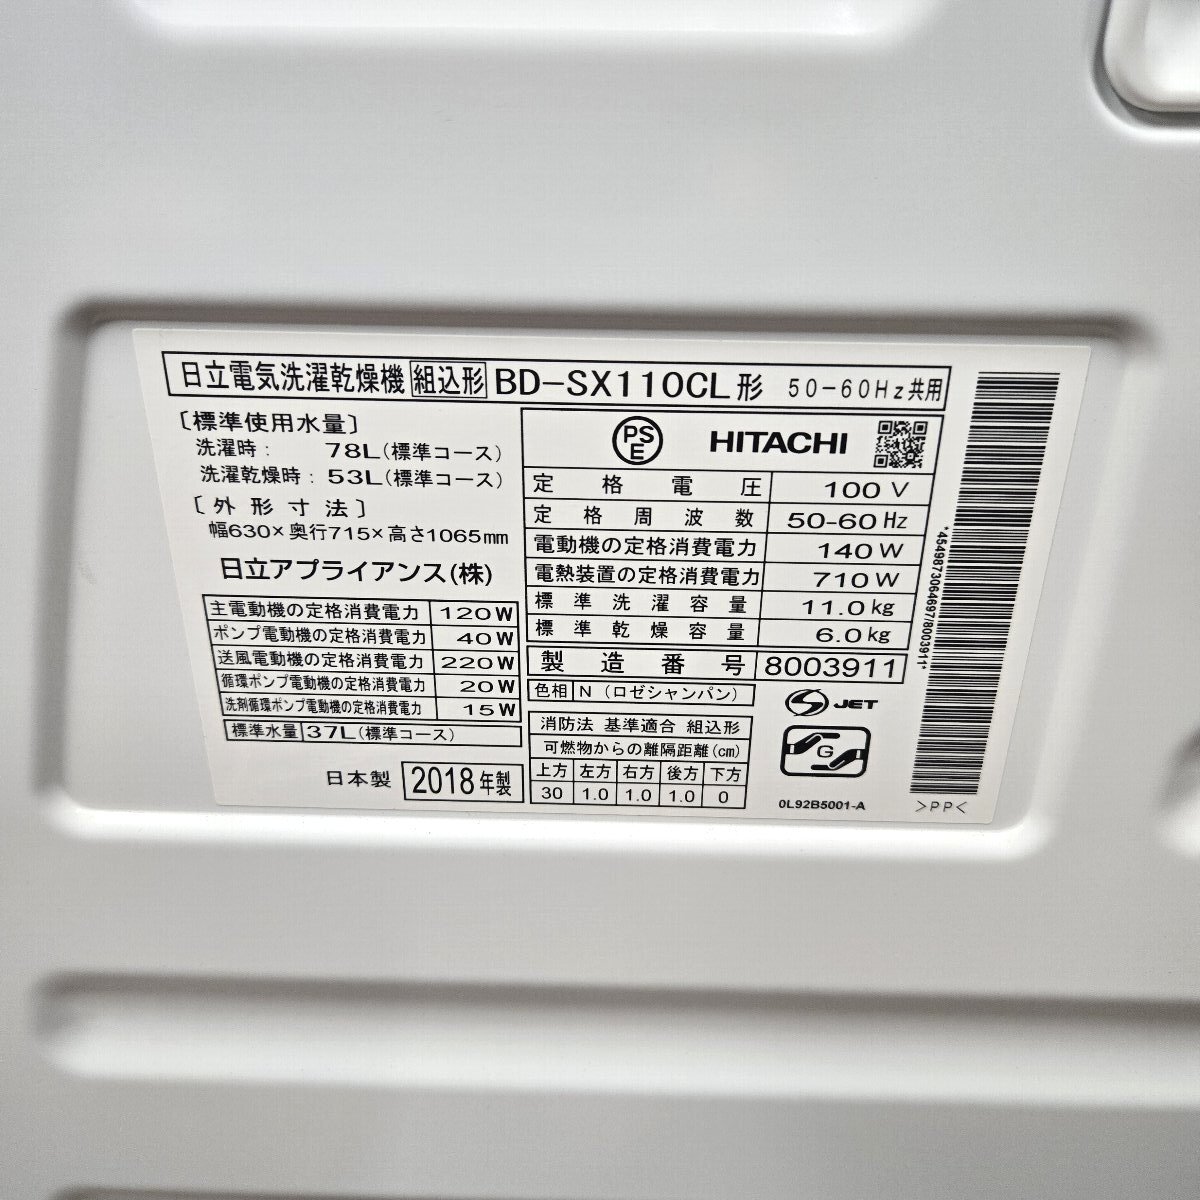 日立電気洗濯乾燥機 組込形 BD-SX110CL形 50-60Hz共用
〔標準使用水量〕
洗濯時： 78L(標準コース)
洗濯乾燥時： 53L(標準コース)
〔外形寸法〕
幅630×奥行715×高さ1065mm
日立アプライアンス(株)
主電動機の定格消費電力 120W
ポンプ電動機の定格消費電力 40W
送風電動機の定格消費電力 220W
循環ポンプ電動機の定格消費電力 20W
洗剤循環ポンプ電動機の定格消費電力 15W
標準水量 37L(標準コース)
日本製 2018年製
PSE HITACHI
定格電圧 100V
定格周波数 50-60Hz
電動機の定格消費電力 140W
電熱装置の定格消費電力 710W
標準洗濯容量 11.0kg
標準乾燥容量 6.0kg
製造番号 8003911
色相 N（ロゼシャンパン）
消防法 基準適合 組込形
可燃物からの離隔距離(cm)
上方 左方 右方 後方 下方
30 1.0 1.0 1.0 0
JET
G
0L92B5001-A
>PP<
*4549873064697/8003911*